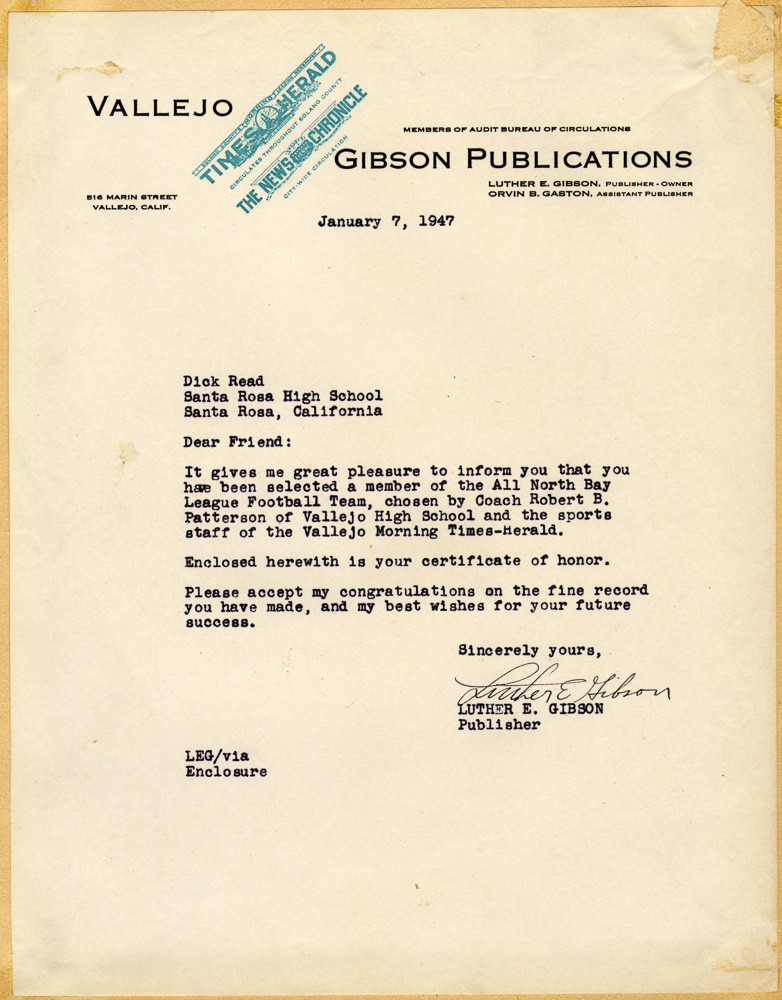 VALLEJO
TIMES HERALD
CIRCULATES THROUGHOUT SOLANO COUNTY
THE NEWS CHRONICLE
CITY-WIDE CIRCULATION
MEMBERS OF AUDIT BUREAU OF CIRCULATIONS
GIBSON PUBLICATIONS
LUTHER E. GIBSON, PUBLISHER - OWNER
ORVIN B. GASTON, ASSISTANT PUBLISHER
516 MARIN STREET
VALLEJO, CALIF.
January 7, 1947
Dick Read
Santa Rosa High School
Santa Rosa, California
Dear Friend:
It gives me great pleasure to inform you that you
have been selected a member of the All North Bay
League Football Team, chosen by Coach Robert B.
Patterson of Vallejo High School and the sports
staff of the Vallejo Morning Times-Herald.
Enclosed herewith is your certificate of honor.
Please accept my congratulations on the fine record
you have made, and my best wishes for your future
success.
Sincerely yours,
Luther E Gibson
LUTHER E. GIBSON
Publisher
LEG/via
Enclosure